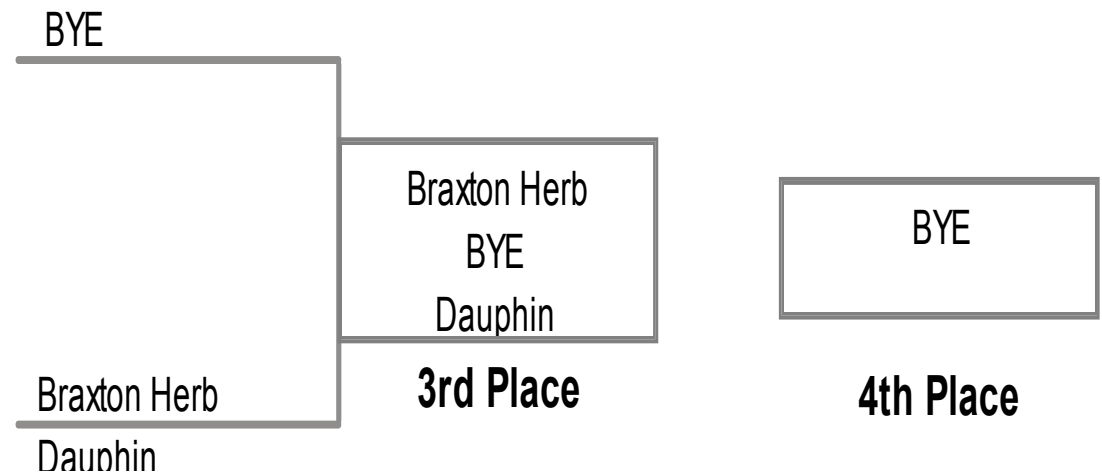 BYE
Braxton Herb
BYE
Dauphin
3rd Place
BYE
4th Place
Braxton Herb
Dauphin